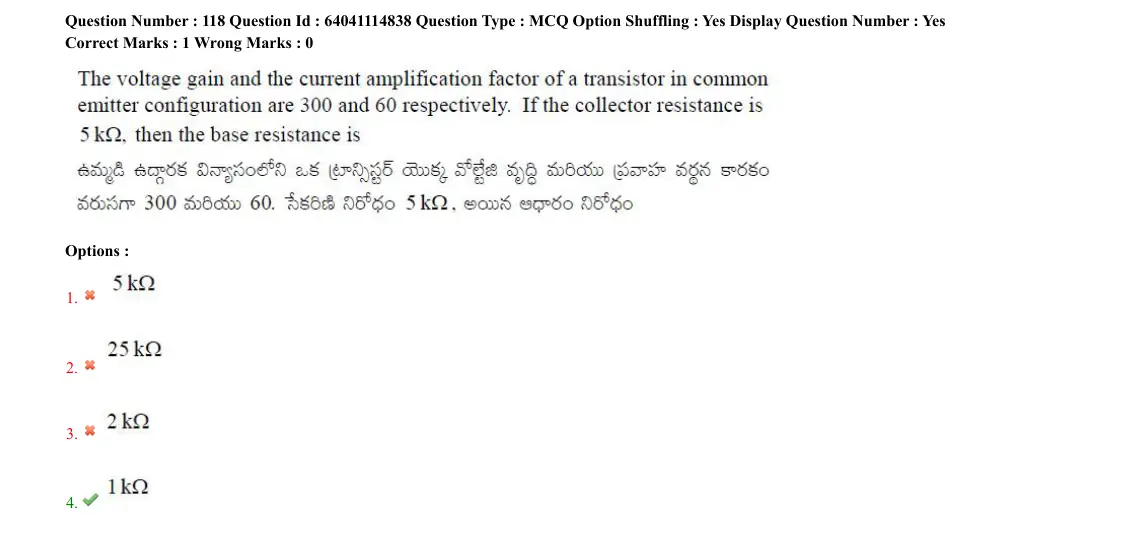 Question Number : 118 Question Id : 64041114838 Question Type : MCQ Option Shuffling : Yes Display Question Number : Yes
Correct Marks : 1 Wrong Marks : 0
The voltage gain and the current amplification factor of a transistor in common
emitter configuration are 300 and 60 respectively. If the collector resistance is
5 kΩ, then the base resistance is
ఉమ్మడి ఉద్గారక విన్యాసంలోని ఒక ట్రాన్సిస్టర్ యొక్క వోల్టేజి వృద్ధి మరియు ప్రవాహ వర్ధన కారకం
వరుసగా 300 మరియు 60. సేకరిణి నిరోధం 5 kΩ, అయిన ఆధారం నిరోధం
Options :
1. 5 kΩ
2. 25 kΩ
3. 2 kΩ
4. 1 kΩ